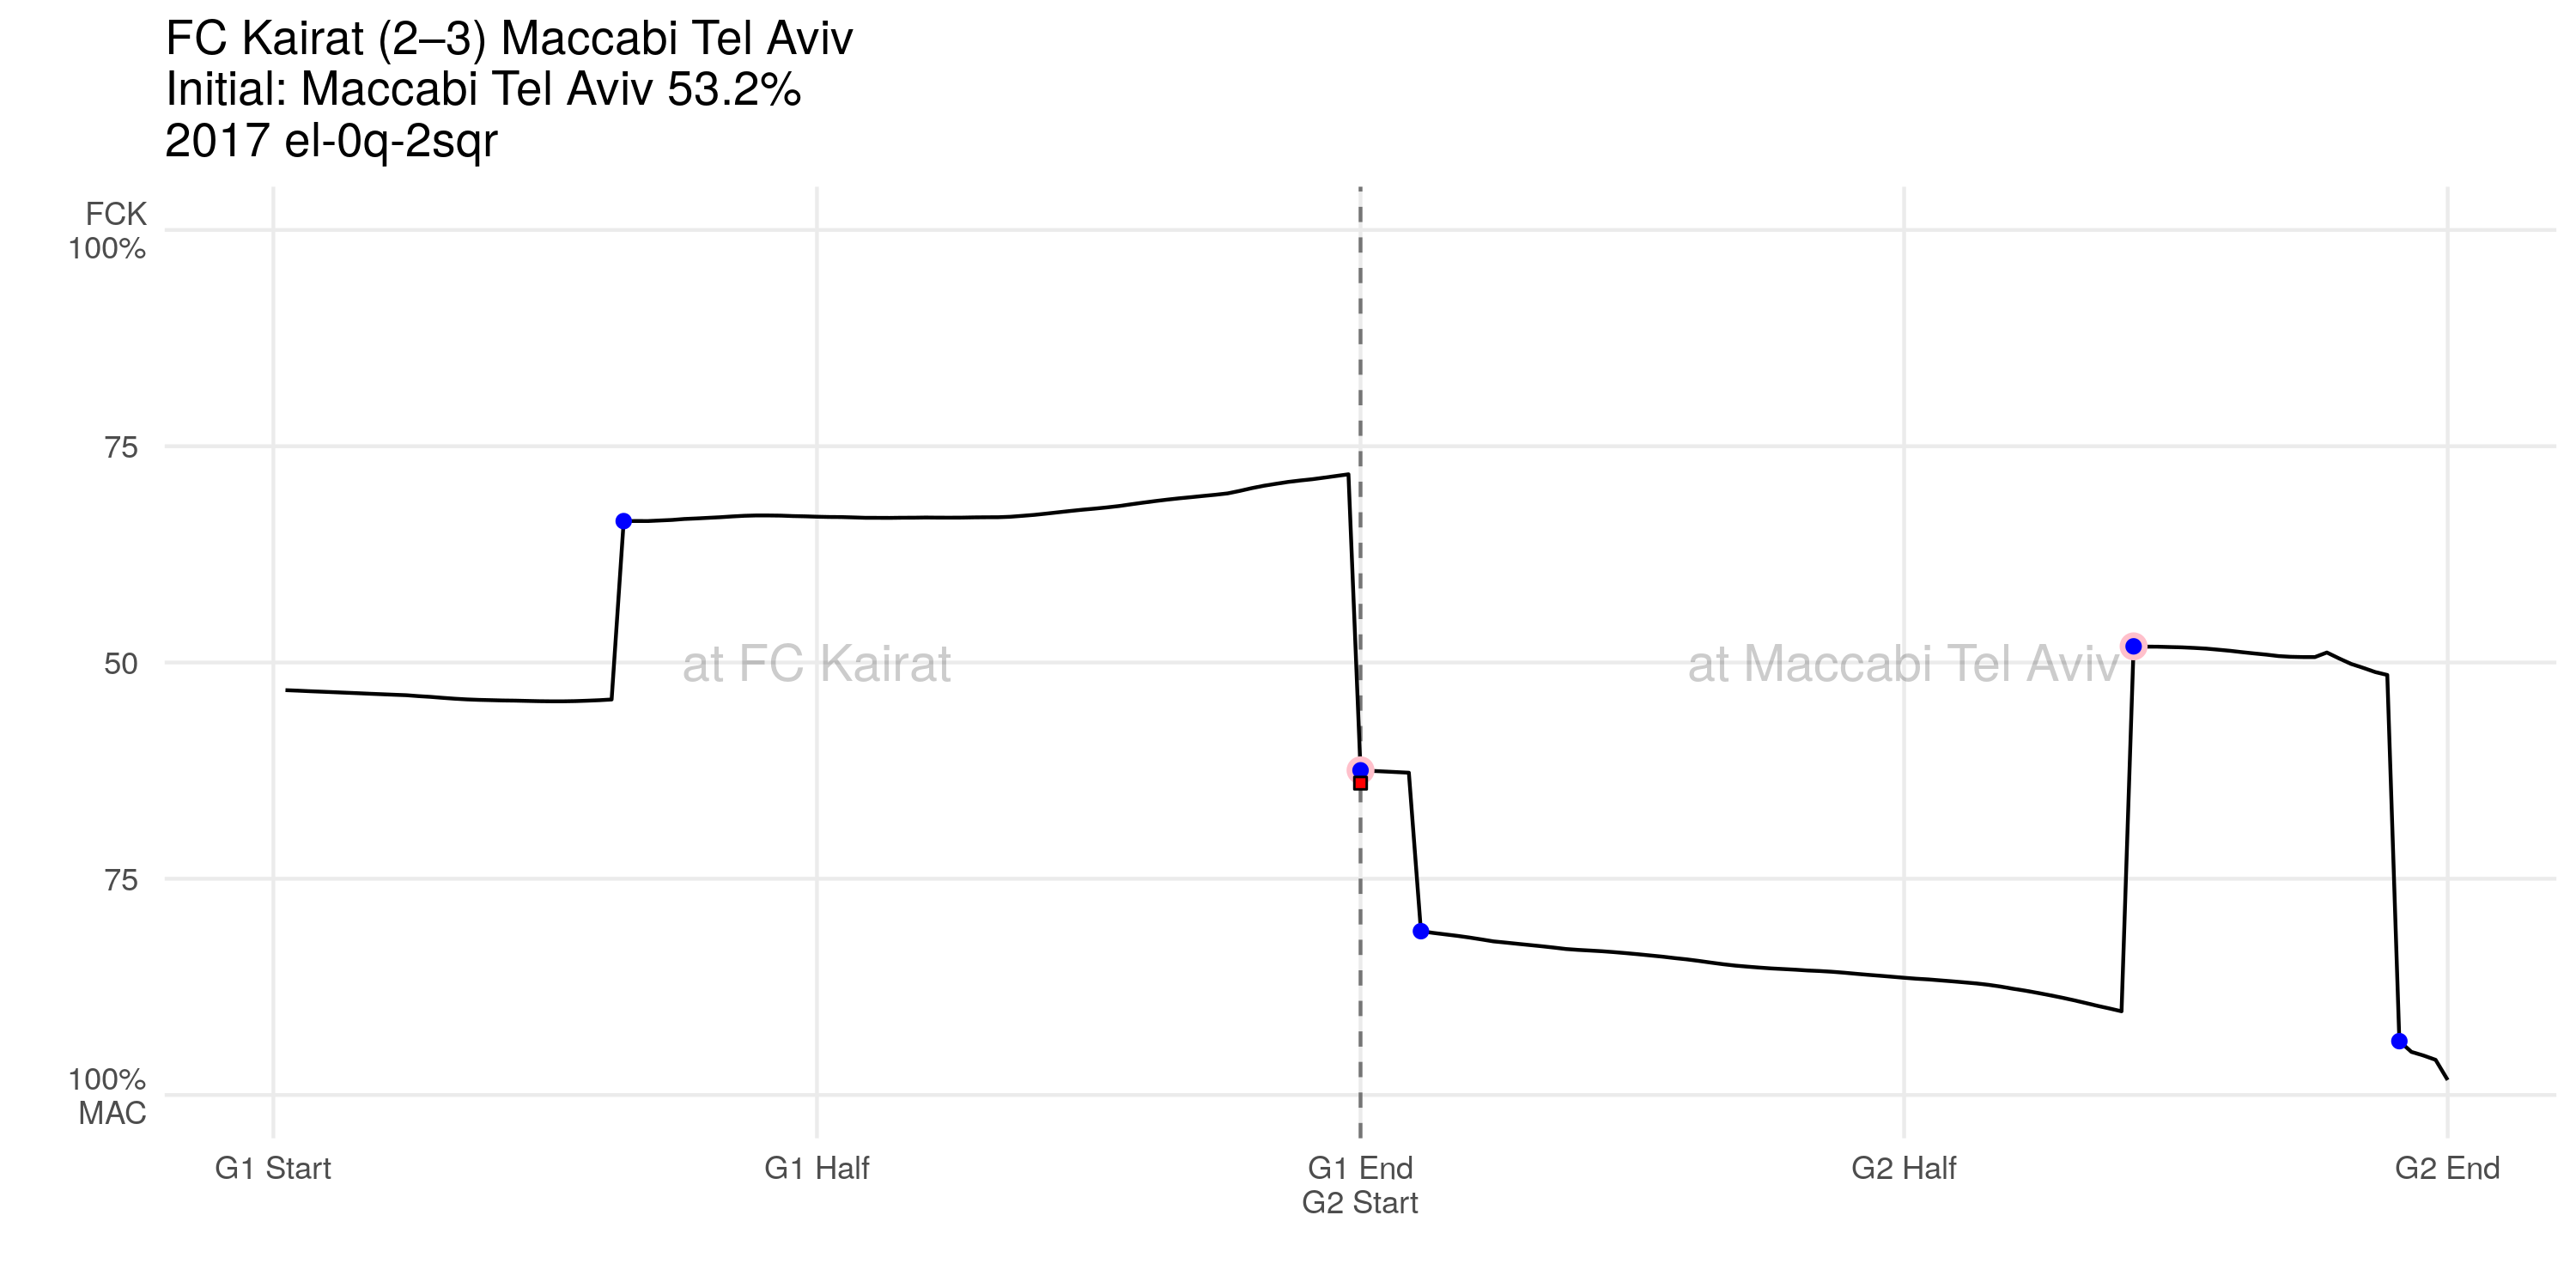 FC Kairat (2–3) Maccabi Tel Aviv
Initial: Maccabi Tel Aviv 53.2%
2017 el-0q-2sqr
FCK
100%
75
50
75
100%
MAC
at FC Kairat
at Maccabi Tel Aviv
G1 Start
G1 Half
G1 End
G2 Start
G2 Half
G2 End